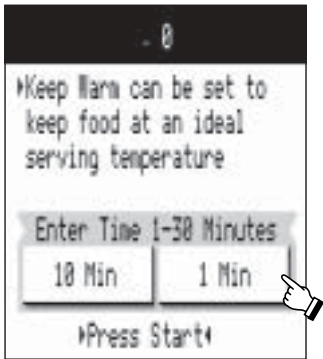 . 0
▸Keep Warm can be set to
keep food at an ideal
serving temperature
Enter Time 1-30 Minutes
10 Min 1 Min
▸Press Start◂